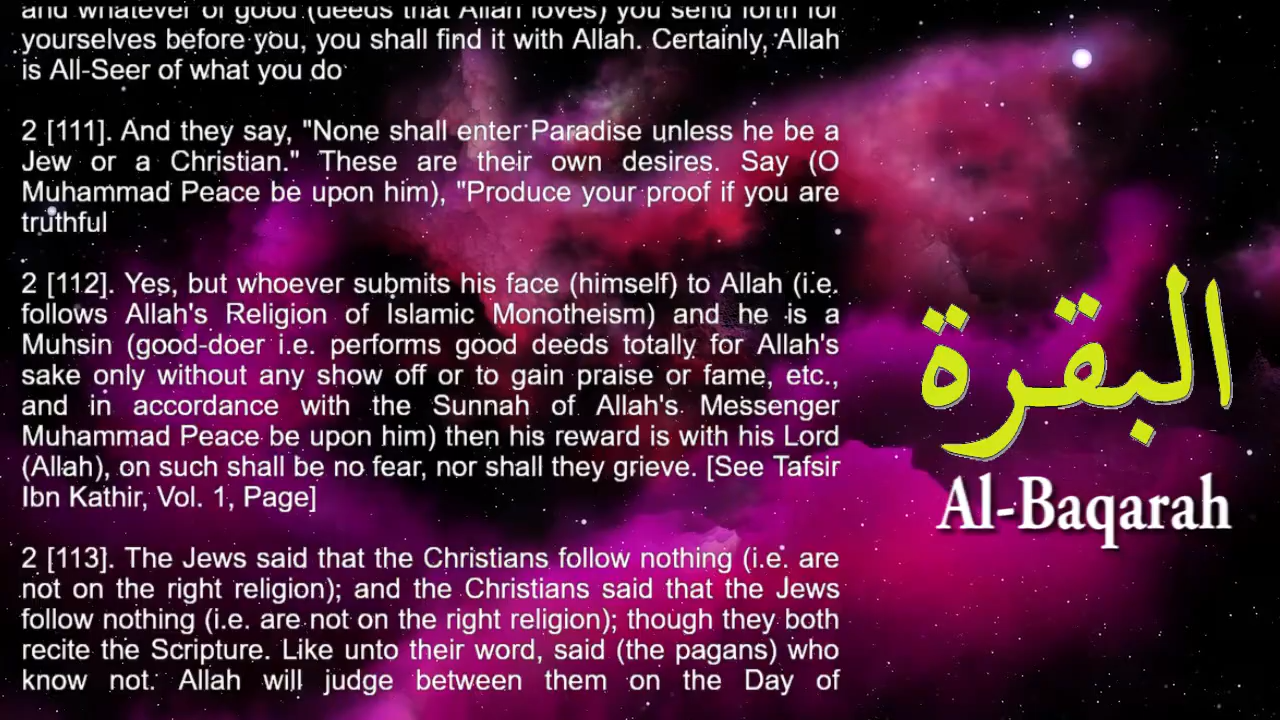 and whatever of good (deeds that Allah loves) you send forth for
yourselves before you, you shall find it with Allah. Certainly, Allah
is All-Seer of what you do
2 [111]. And they say, "None shall enter Paradise unless he be a
Jew or a Christian." These are their own desires. Say (O
Muhammad Peace be upon him), "Produce your proof if you are
truthful
2 [112]. Yes, but whoever submits his face (himself) to Allah (i.e.
follows Allah's Religion of Islamic Monotheism) and he is a
Muhsin (good-doer i.e. performs good deeds totally for Allah's
sake only without any show off or to gain praise or fame, etc.,
and in accordance with the Sunnah of Allah's Messenger
Muhammad Peace be upon him) then his reward is with his Lord
(Allah), on such shall be no fear, nor shall they grieve. [See Tafsir
Ibn Kathir, Vol. 1, Page]
2 [113]. The Jews said that the Christians follow nothing (i.e. are
not on the right religion); and the Christians said that the Jews
follow nothing (i.e. are not on the right religion); though they both
recite the Scripture. Like unto their word, said (the pagans) who
know not. Allah will judge between them on the Day of
البقرة
Al-Baqarah